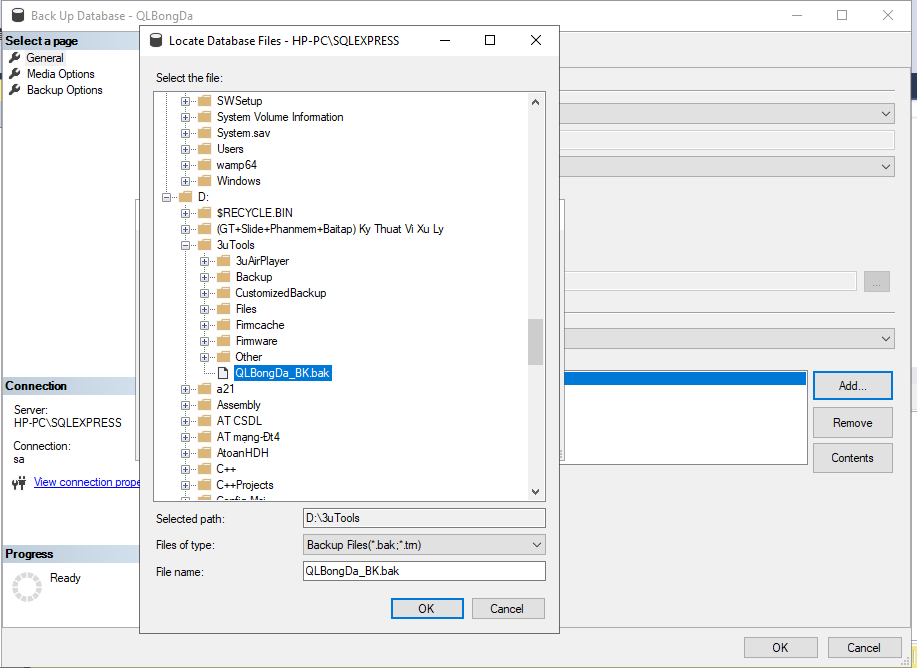 Back Up Database - QLBongDa
Select a page
General
Media Options
Backup Options
Connection
Server:
HP-PC\SQLEXPRESS
Connection:
sa
View connection prope
Progress
Ready
Locate Database Files - HP-PC\SQLEXPRESS
Select the file:
SWSetup
System Volume Information
System.sav
Users
wamp64
Windows
D:
$RECYCLE.BIN
(GT+Slide+Phanmem+Baitap) Ky Thuat Vi Xu Ly
3uTools
3uAirPlayer
Backup
CustomizedBackup
Files
Firmcache
Firmware
Other
QLBongDa_BK.bak
a21
Assembly
AT CSDL
AT mạng-Đt4
AtoanHDH
C++
C++Projects
Config.Msi
Selected path:
D:\3uTools
Files of type:
Backup Files(*.bak;*.trn)
File name:
QLBongDa_BK.bak
OK
Cancel
...
Add...
Remove
Contents
OK
Cancel